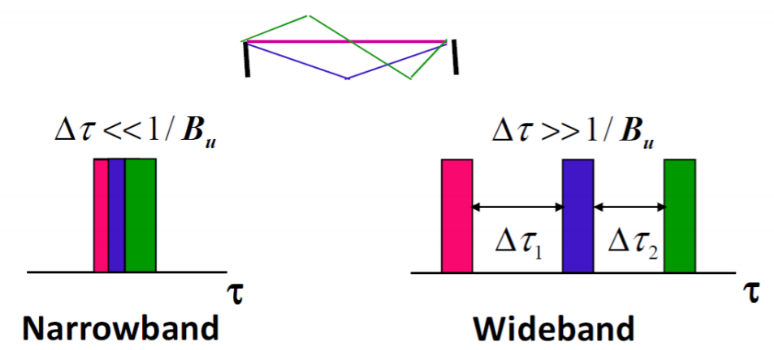 Δτ << 1 / Bᵤ
Δτ >> 1 / Bᵤ
Δτ₁
Δτ₂
τ
τ
Narrowband
Wideband